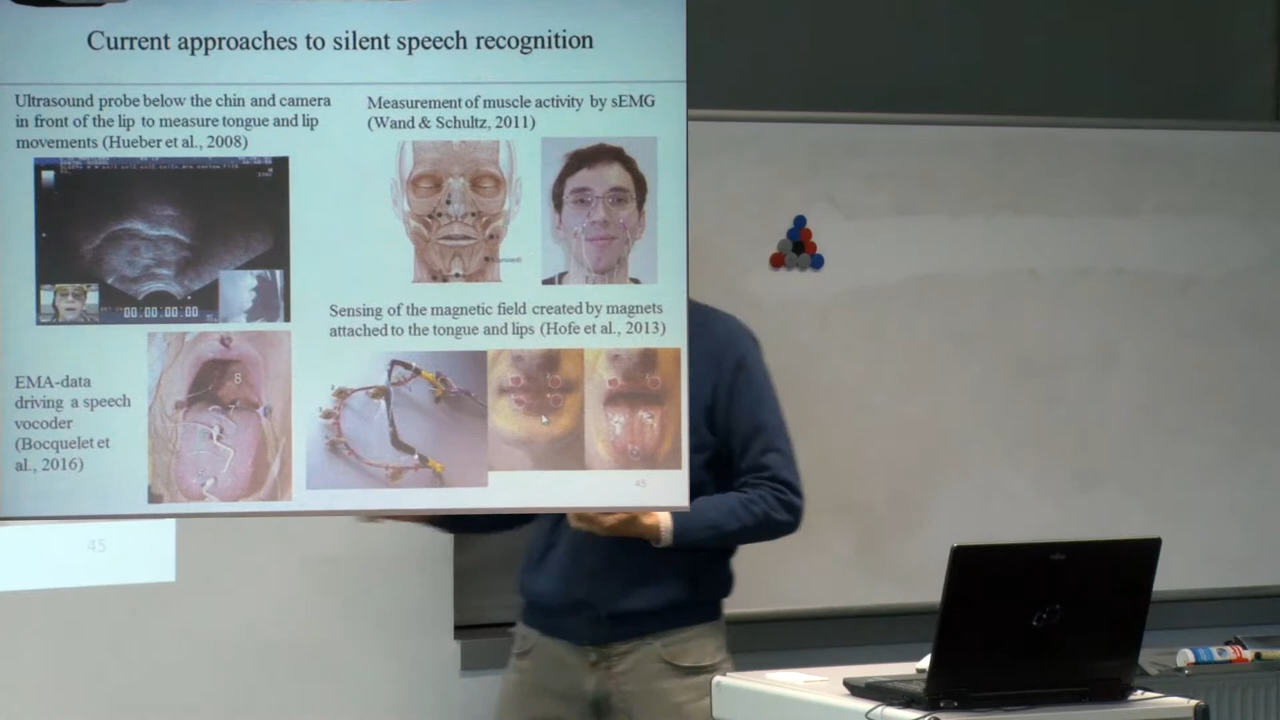 Current approaches to silent speech recognition
Ultrasound probe below the chin and camera
in front of the lip to measure tongue and lip
movements (Hueber et al., 2008)
Measurement of muscle activity by sEMG
(Wand & Schultz, 2011)
00:00:00:00
Sensing of the magnetic field created by magnets
attached to the tongue and lips (Hofe et al., 2013)
EMA-data
driving a speech
vocoder
(Bocquelet et
al., 2016)
8
7
45
45